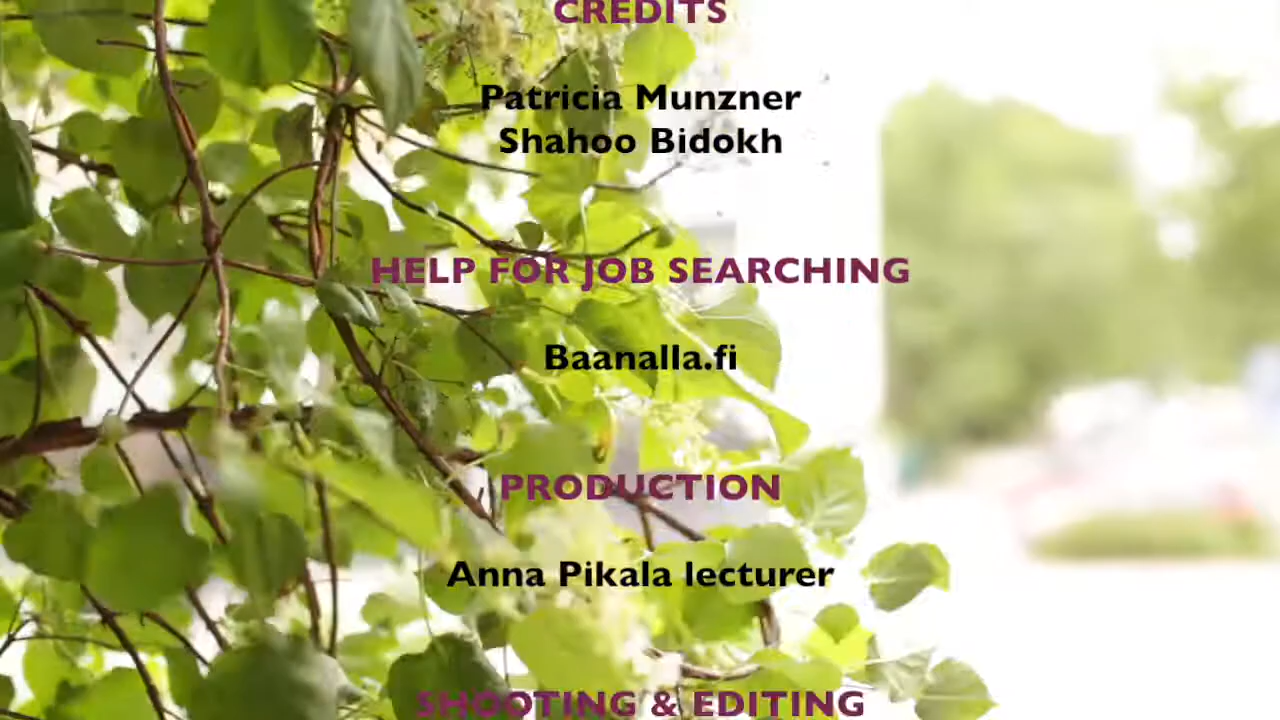 CREDITS
Patricia Munzner
Shahoo Bidokh
HELP FOR JOB SEARCHING
Baanalla.fi
PRODUCTION
Anna Pikala lecturer
SHOOTING & EDITING